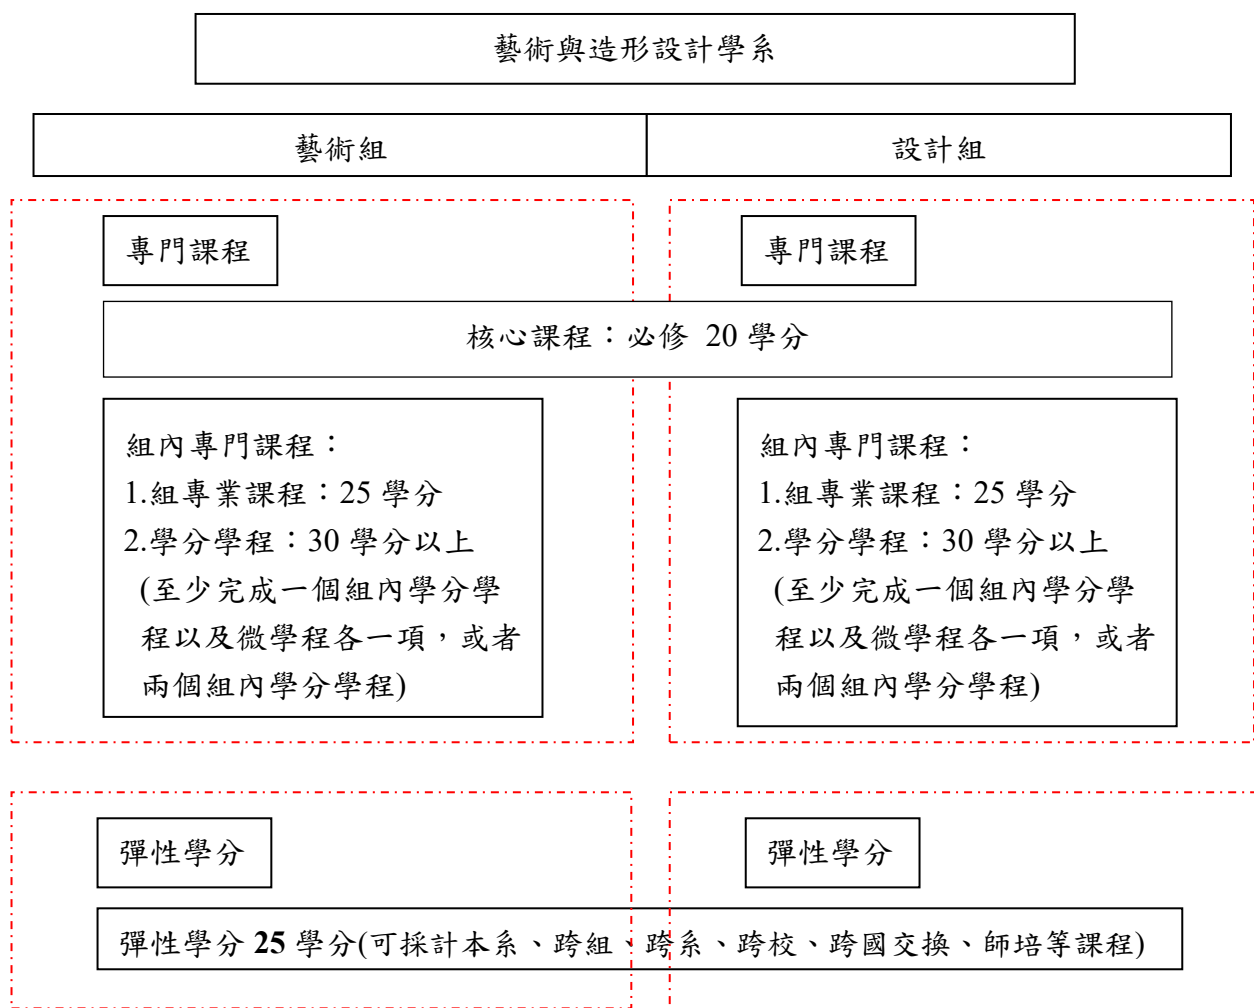 藝術與造形設計學系
藝術組
設計組
專門課程
專門課程
核心課程：必修 20 學分
組內專門課程：
1.組專業課程：25 學分
2.學分學程：30 學分以上
(至少完成一個組內學分學
程以及微學程各一項，或者
兩個組內學分學程)
組內專門課程：
1.組專業課程：25 學分
2.學分學程：30 學分以上
(至少完成一個組內學分學
程以及微學程各一項，或者
兩個組內學分學程)
彈性學分
彈性學分
彈性學分 25 學分(可採計本系、跨組、跨系、跨校、跨國交換、師培等課程)